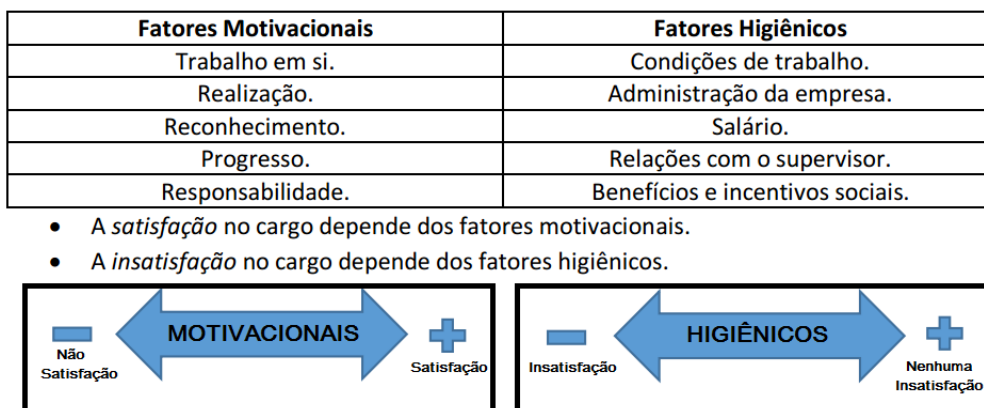 Fatores Motivacionais Fatores Higiênicos
Trabalho em si. Condições de trabalho.
Realização. Administração da empresa.
Reconhecimento. Salário.
Progresso. Relações com o supervisor.
Responsabilidade. Benefícios e incentivos sociais.
• A satisfação no cargo depende dos fatores motivacionais.
• A insatisfação no cargo depende dos fatores higiênicos.
MOTIVACIONAIS
Não
Satisfação
Satisfação
HIGIÊNICOS
Insatisfação
Nenhuma
Insatisfação